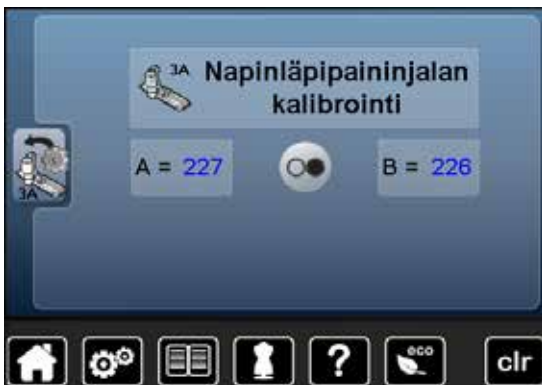 3A Napinläpipaininjalan
kalibrointi
A = 227
B = 226
3A
?
eco
clr